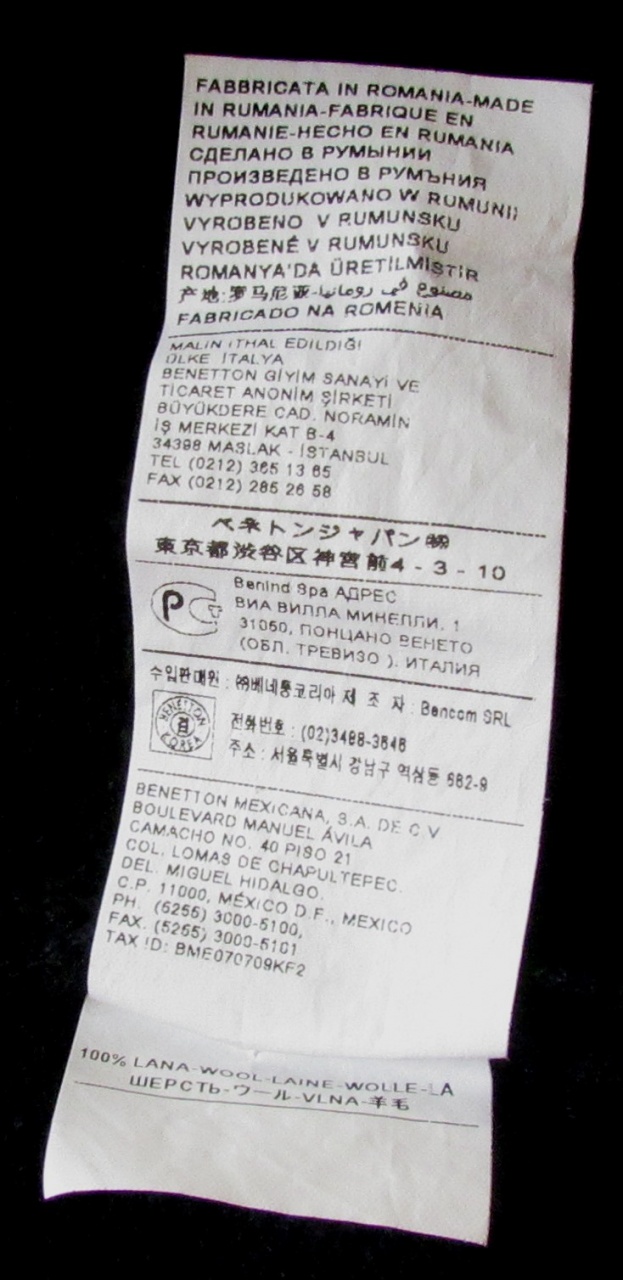 FABBRICATA IN ROMANIA-MADE
IN RUMANIA-FABRIQUE EN
RUMANIE-HECHO EN RUMANIA
СДЕЛАНО В РУМЫНИИ
ПРОИЗВЕДЕНО В РУМЪНИЯ
WYPRODUKOWANO W RUMUNII
VYROBENO V RUMUNSKU
VYROBENÉ V RUMUNSKU
ROMANYA'DA ÜRETİLMİŞTİR
产地:罗马尼亚-مصنوع في رومانيا
FABRICADO NA ROMENIA
MALIN İTHAL EDILDIĞI
ÜLKE İTALYA
BENETTON GİYİM SANAYİ VE
TİCARET ANONİM ŞİRKETİ
BÜYÜKDERE CAD. NORAMİN
İŞ MERKEZİ KAT B-4
34398 MASLAK - İSTANBUL
TEL (0212) 365 13 65
FAX (0212) 285 26 58
ベネトンジャパン㈱
東京都渋谷区神宮前4 - 3 - 10
Benind Spa АДРЕС
ВИА ВИЛЛА МИНЕЛЛИ, 1
31050, ПОНЦАНО ВЕНЕТО
(ОБЛ. ТРЕВИЗО ), ИТАЛИЯ
수입판매원 : ㈜베네통코리아 제 조 자 : Bencom SRL
BENETTON
KOREA
전화번호 : (02)3488-3646
주소 : 서울특별시 강남구 역삼동 682-9
BENETTON MEXICANA, S.A. DE C.V
BOULEVARD MANUEL ÁVILA
CAMACHO NO. 40 PISO 21
COL. LOMAS DE CHAPULTEPEC.
DEL. MIGUEL HIDALGO.
C.P. 11000, MÉXICO D.F., MEXICO
PH. (5255) 3000-5100,
FAX. (5255) 3000-5101
TAX ID: BME070709KF2
100% LANA-WOOL-LAINE-WOLLE-LA
ШЕРСТЬ-ウール-VLNA-羊毛